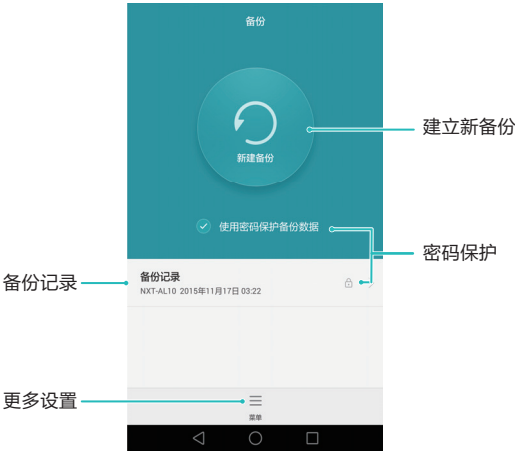 备份
新建备份
建立新备份
使用密码保护备份数据
密码保护
备份记录
备份记录
NXT-AL10 2015年11月17日 03:22
更多设置
菜单